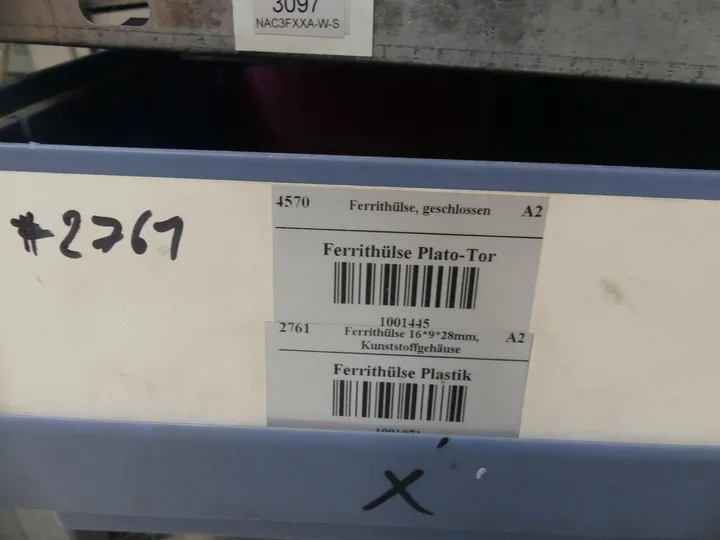 3097
NAC3FXXA-W-S
#2761
4570 Ferrithülse, geschlossen A2
Ferrithülse Plato-Tor
1001445
2761 Ferrithülse 16*9*28mm, A2
Kunststoffgehäuse
Ferrithülse Plastik
X